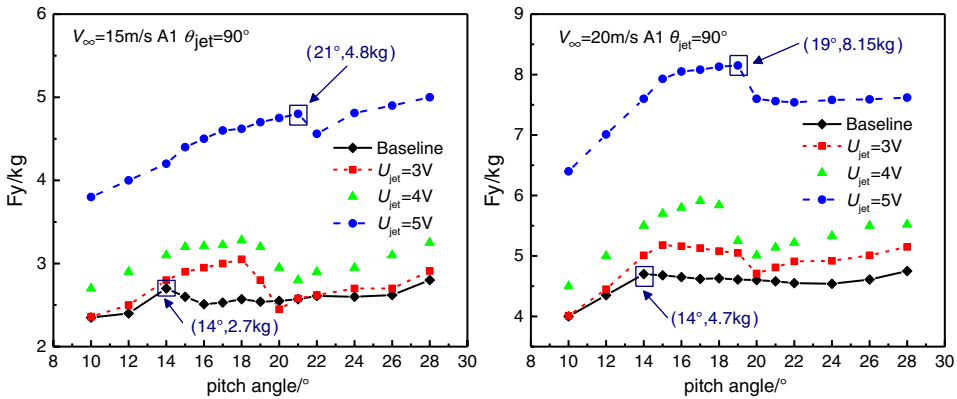 V∞=15m/s A1 θjet=90°
(21°,4.8kg)
Baseline
Ujet=3V
Ujet=4V
Ujet=5V
(14°,2.7kg)
Fy/kg
6
5
4
3
2
8 10 12 14 16 18 20 22 24 26 28 30
pitch angle/°
V∞=20m/s A1 θjet=90°
(19°,8.15kg)
Baseline
Ujet=3V
Ujet=4V
Ujet=5V
(14°,4.7kg)
Fy/kg
9
8
7
6
5
4
8 10 12 14 16 18 20 22 24 26 28 30
pitch angle/°